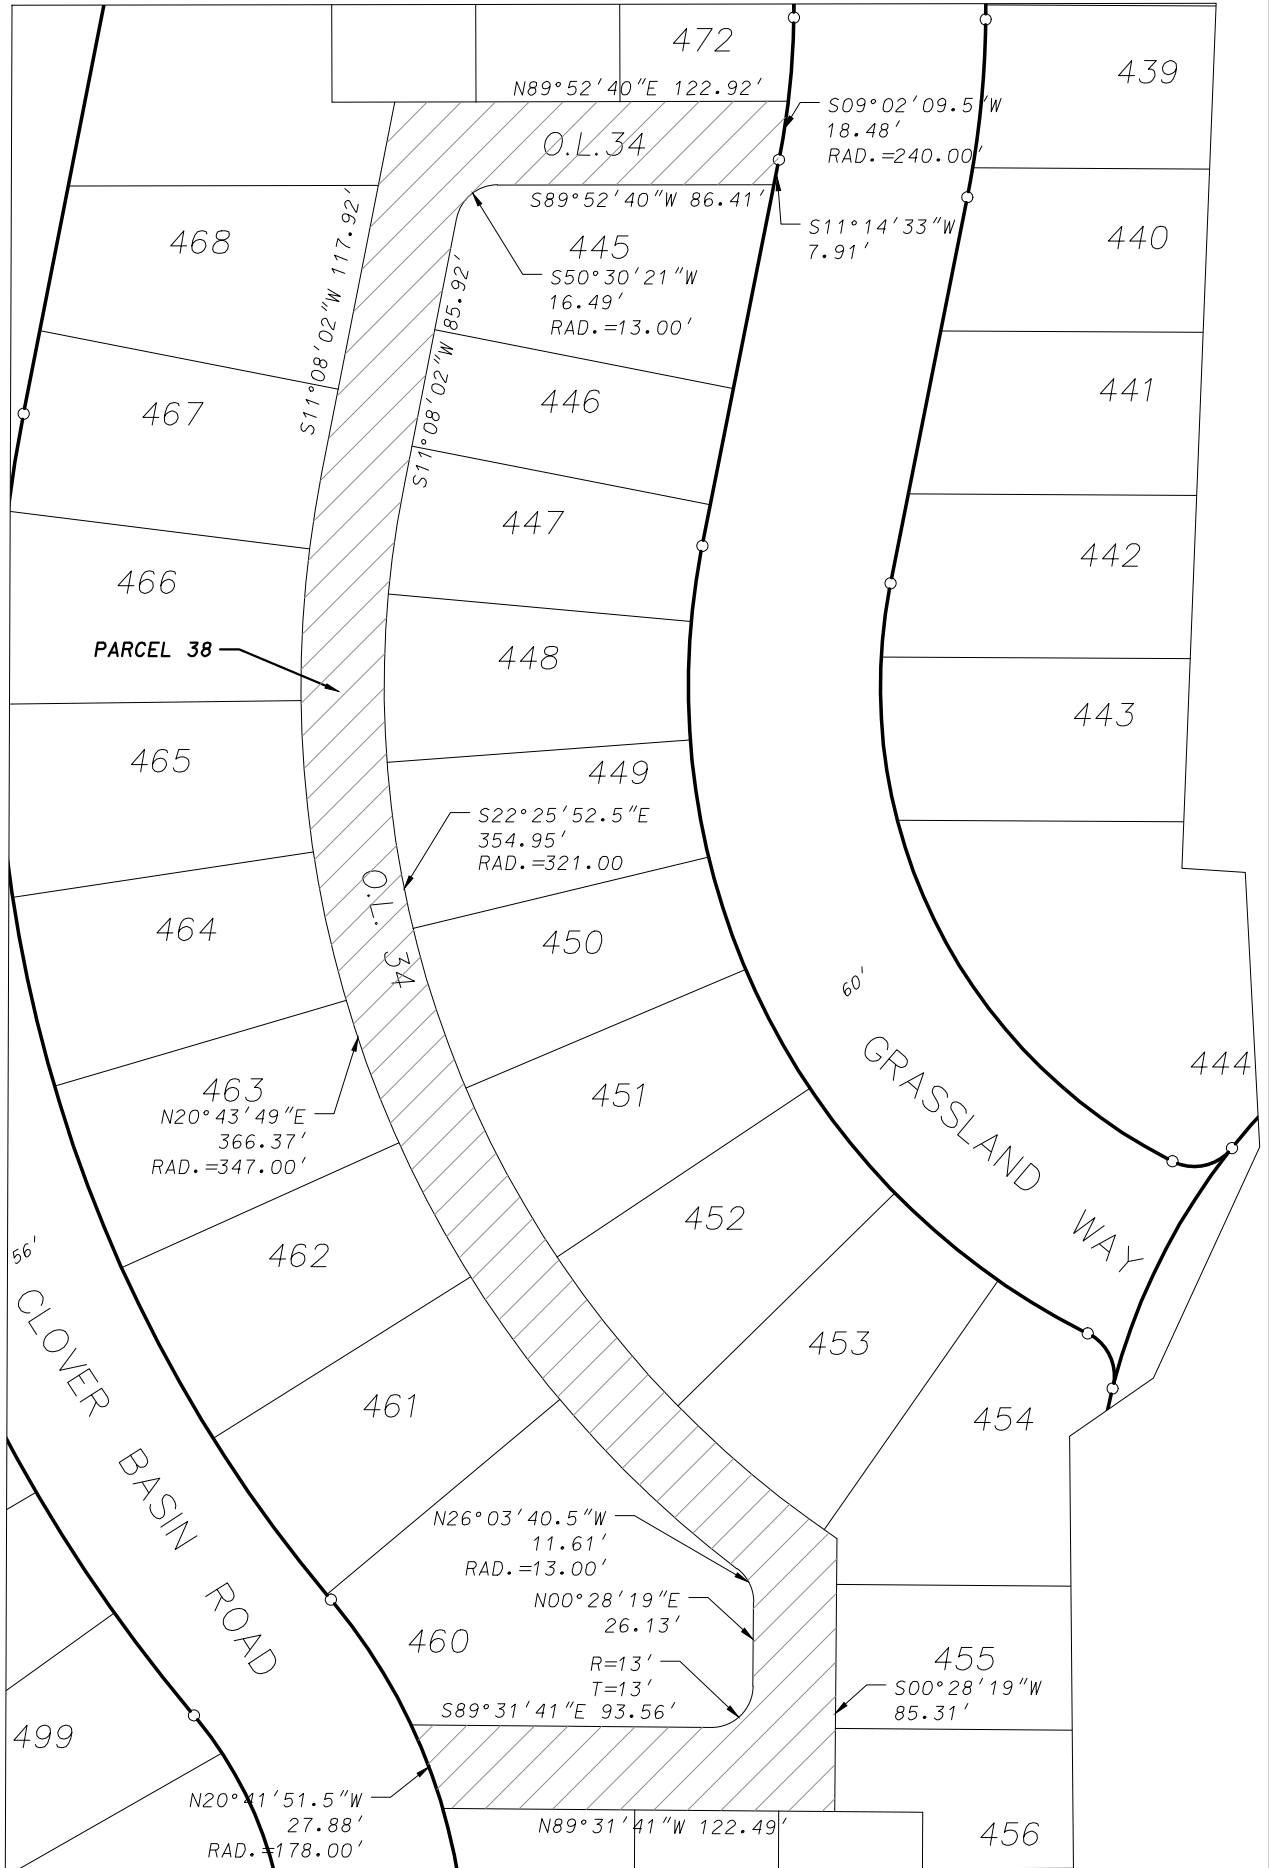 472
439
N89°52'40"E 122.92'
S09°02'09.5"W
18.48'
RAD.=240.00'
O.L.34
S89°52'40"W 86.41'
S11°14'33"W
7.91'
468
445
440
S11°08'02"W 117.92'
S50°30'21"W
16.49'
RAD.=13.00'
S11°08'02"W 85.92'
467
446
441
447
442
466
PARCEL 38
448
443
465
449
S22°25'52.5"E
354.95'
RAD.=321.00
O.L. 34
464
450
60'
GRASSLAND WAY
444
463
N20°43'49"E
366.37'
RAD.=347.00'
451
452
462
56'
CLOVER BASIN ROAD
453
461
454
N26°03'40.5"W
11.61'
RAD.=13.00'
N00°28'19"E
26.13'
460
R=13'
T=13'
S89°31'41"E 93.56'
455
S00°28'19"W
85.31'
499
N20°41'51.5"W
27.88'
RAD.=178.00'
N89°31'41"W 122.49'
456